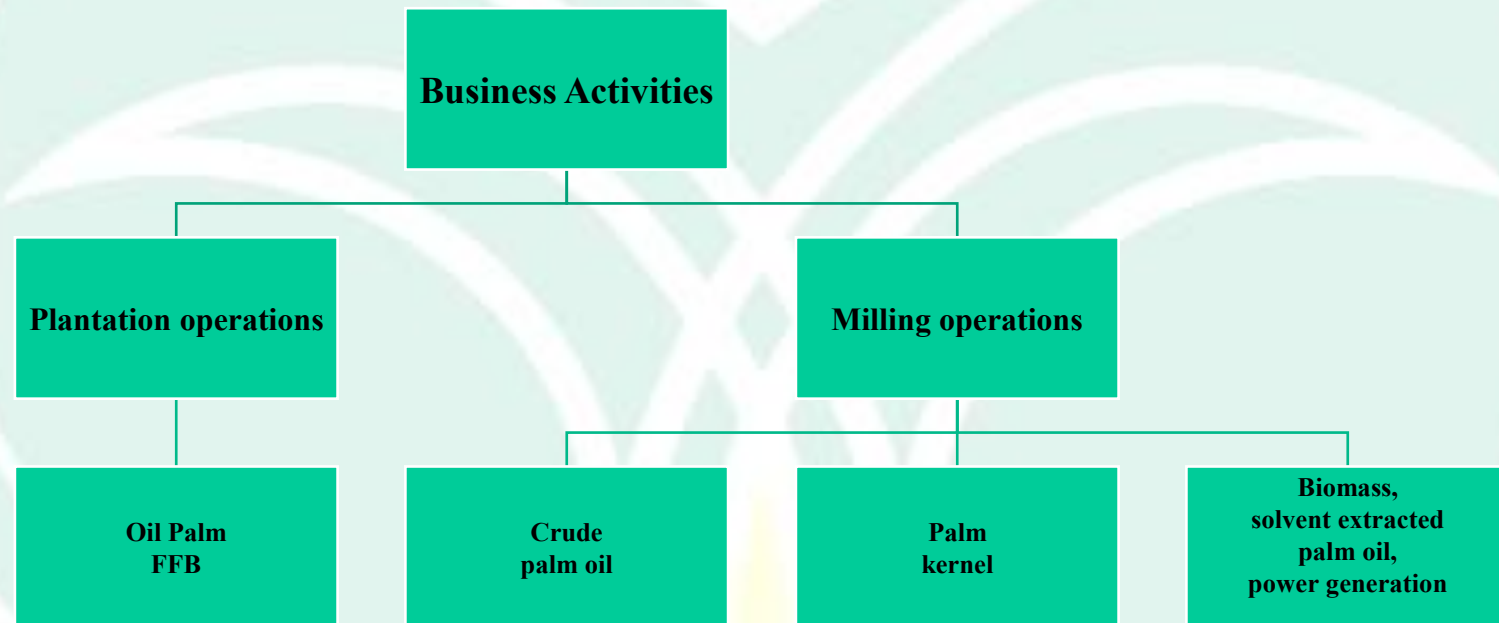 Business Activities
Plantation operations
Milling operations
Oil Palm
FFB
Crude
palm oil
Palm
kernel
Biomass,
solvent extracted
palm oil,
power generation